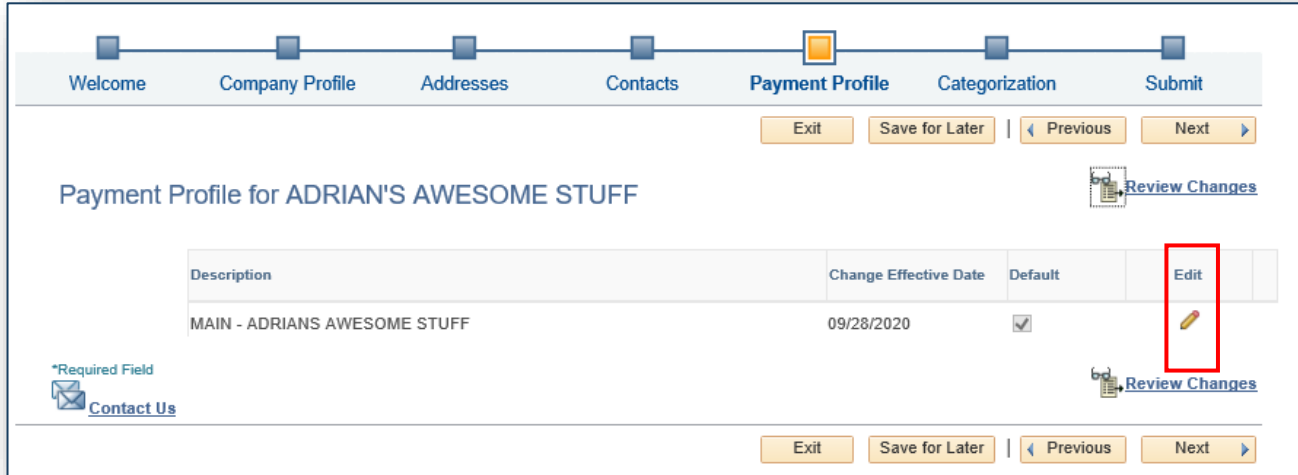 Welcome Company Profile Addresses Contacts Payment Profile Categorization Submit
Exit Save for Later | Previous Next
Payment Profile for ADRIAN'S AWESOME STUFF
Review Changes
Description Change Effective Date Default Edit
MAIN - ADRIANS AWESOME STUFF 09/28/2020
*Required Field
Review Changes
Contact Us
Exit Save for Later | Previous Next